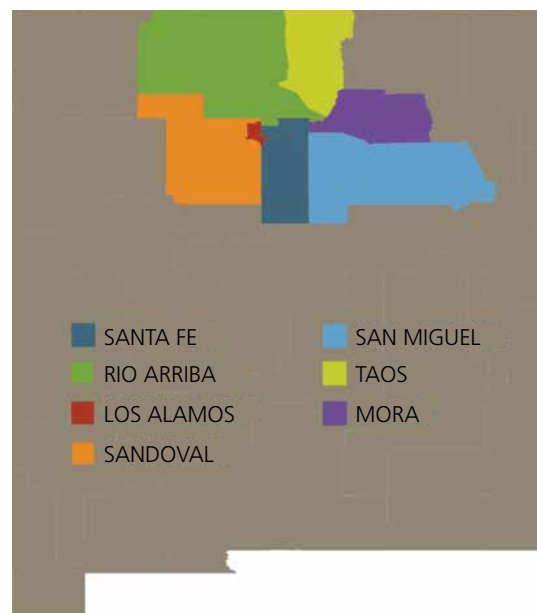 SANTA FE
RIO ARRIBA
LOS ALAMOS
SANDOVAL
SAN MIGUEL
TAOS
MORA